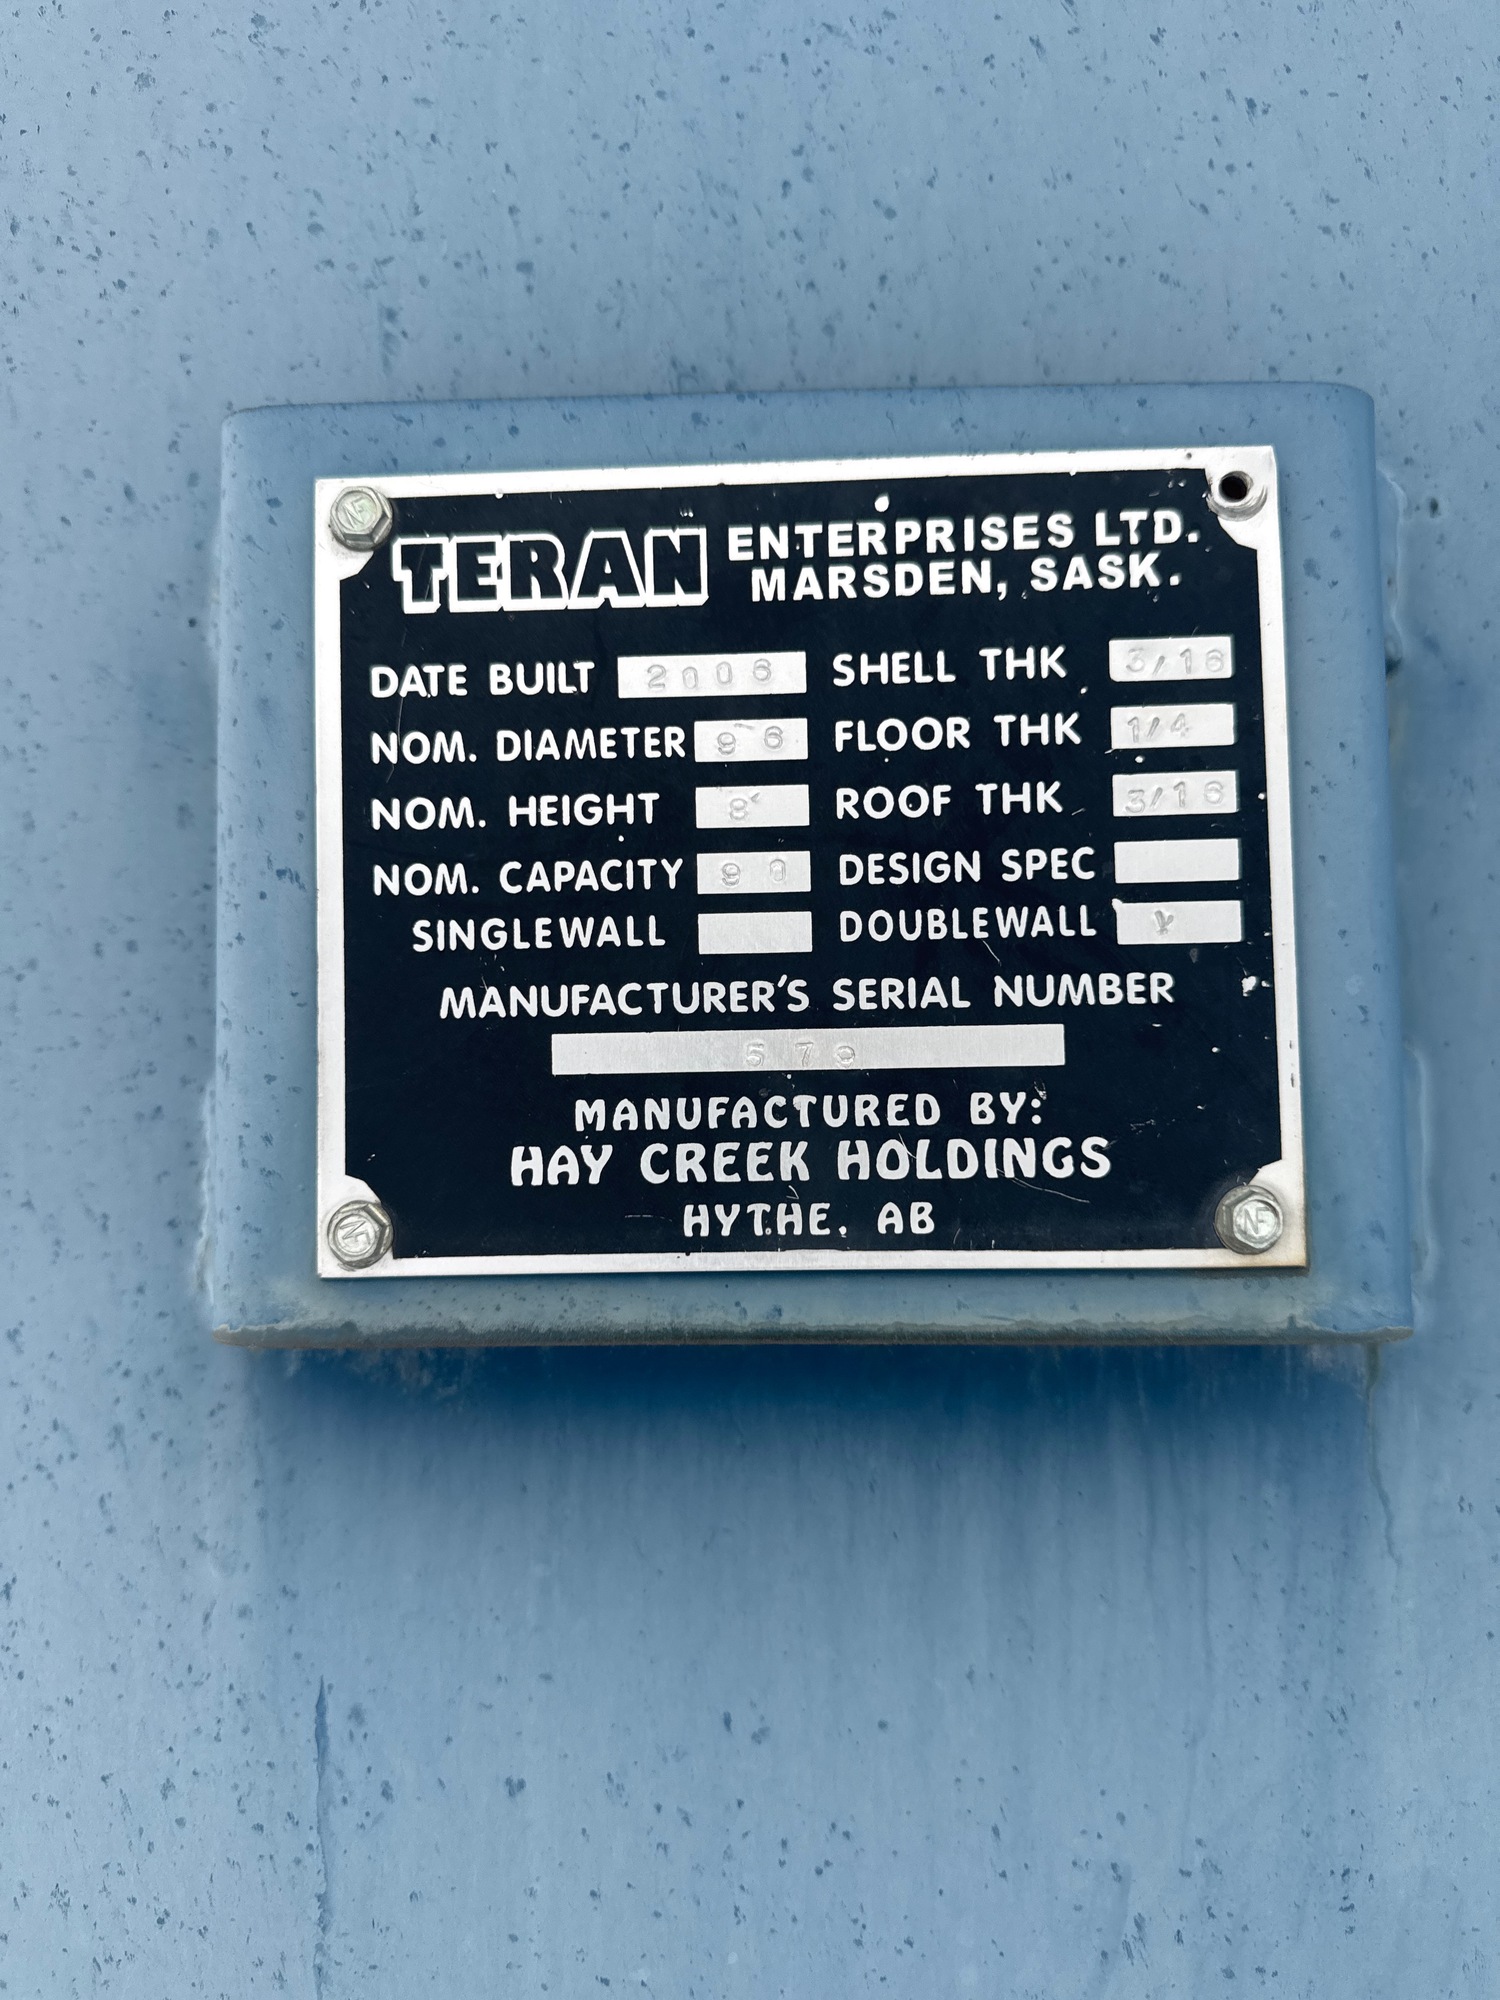 TERAN ENTERPRISES LTD.
MARSDEN, SASK.
DATE BUILT 2006 SHELL THK 3/16
NOM. DIAMETER 96 FLOOR THK 1/4
NOM. HEIGHT 8' ROOF THK 3/16
NOM. CAPACITY 90 DESIGN SPEC
SINGLEWALL DOUBLEWALL
MANUFACTURER'S SERIAL NUMBER
MANUFACTURED BY:
HAY CREEK HOLDINGS
HYTHE, AB